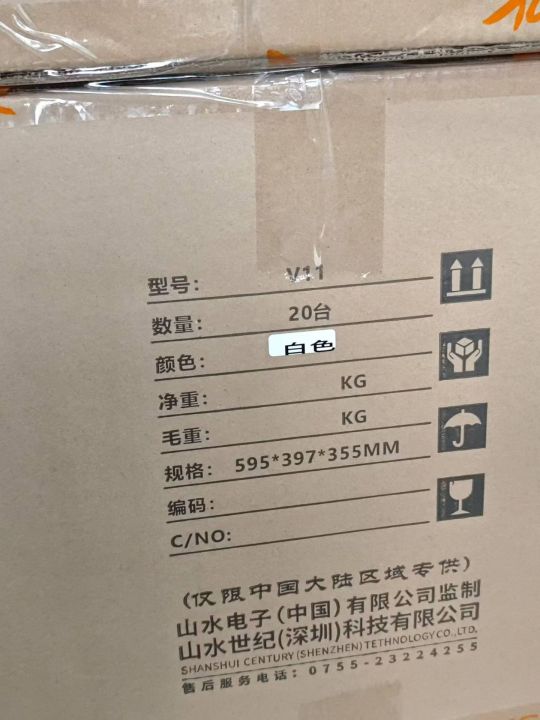 型号： V11
数量： 20台
颜色： 白色
净重： KG
毛重： KG
规格： 595*397*355MM
编码：
C/NO:
(仅限中国大陆区域专供)
山水电子(中国)有限公司监制
山水世纪(深圳)科技有限公司
SHANSHUI CENTURY (SHENZHEN) TETHNDLOGY CO.,LTD.
售后服务电话：0755-23224255